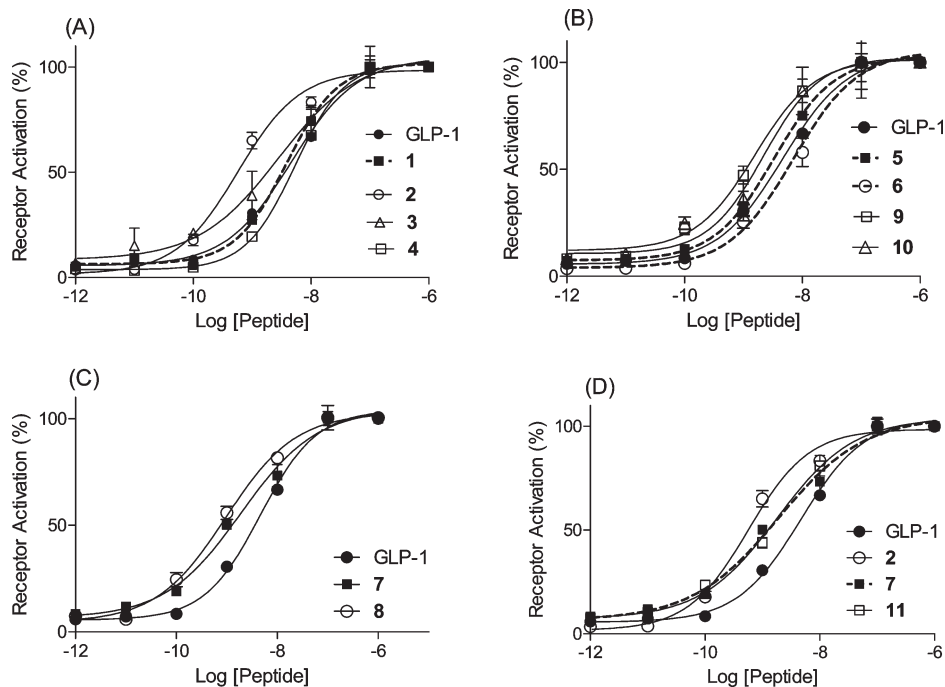 (A)
Receptor Activation (%)
100
50
0
-12
-10
-8
-6
Log [Peptide]
GLP-1
1
2
3
4
(B)
Receptor Activation (%)
100
50
0
-12
-10
-8
-6
Log [Peptide]
GLP-1
5
6
9
10
(C)
Receptor Activation (%)
100
50
0
-12
-10
-8
-6
Log [Peptide]
GLP-1
7
8
(D)
Receptor Activation (%)
100
50
0
-12
-10
-8
-6
Log [Peptide]
GLP-1
2
7
11